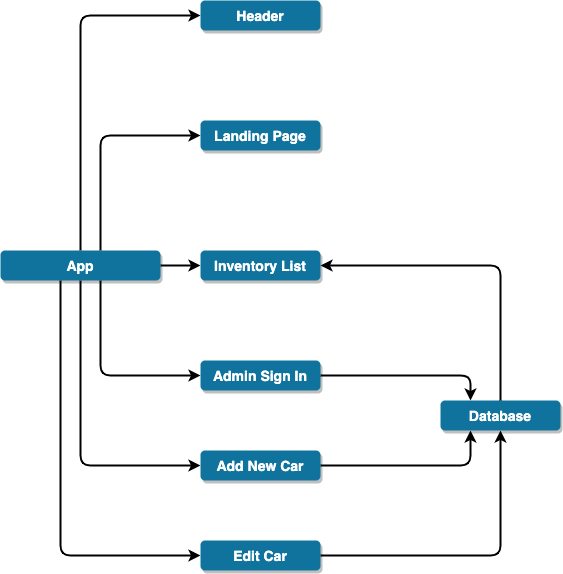 Header
Landing Page
App
Inventory List
Admin Sign In
Database
Add New Car
Edit Car